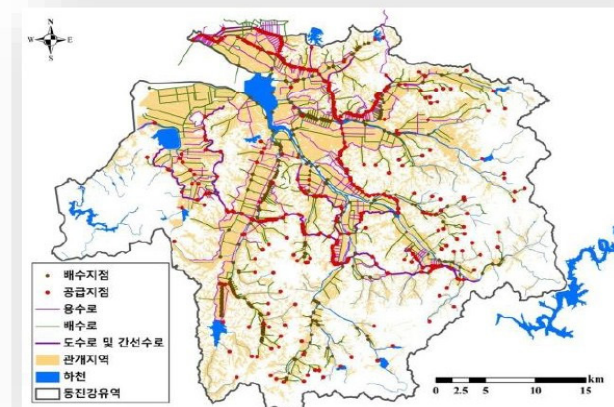 N
W E
S
배수지점
공급지점
용수로
배수로
도수로 및 간선수로
관개지역
하천
동진강유역
km
0 2.5 5 10 15